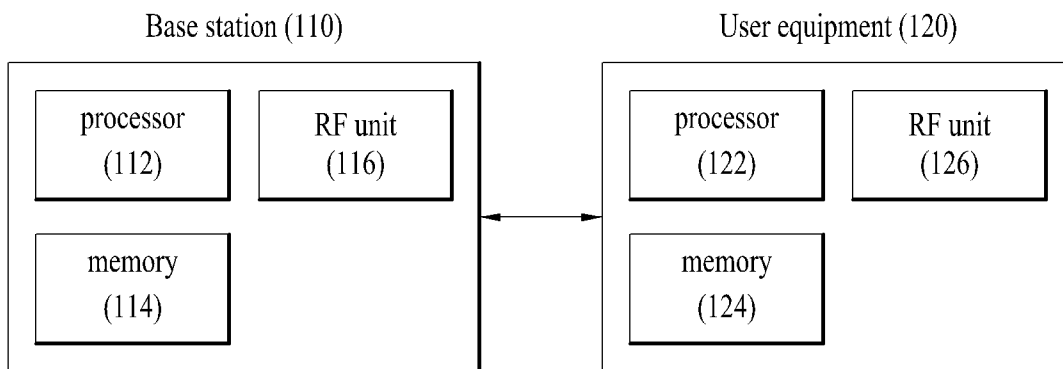 Base station (110)
processor
(112)
RF unit
(116)
memory
(114)
User equipment (120)
processor
(122)
RF unit
(126)
memory
(124)